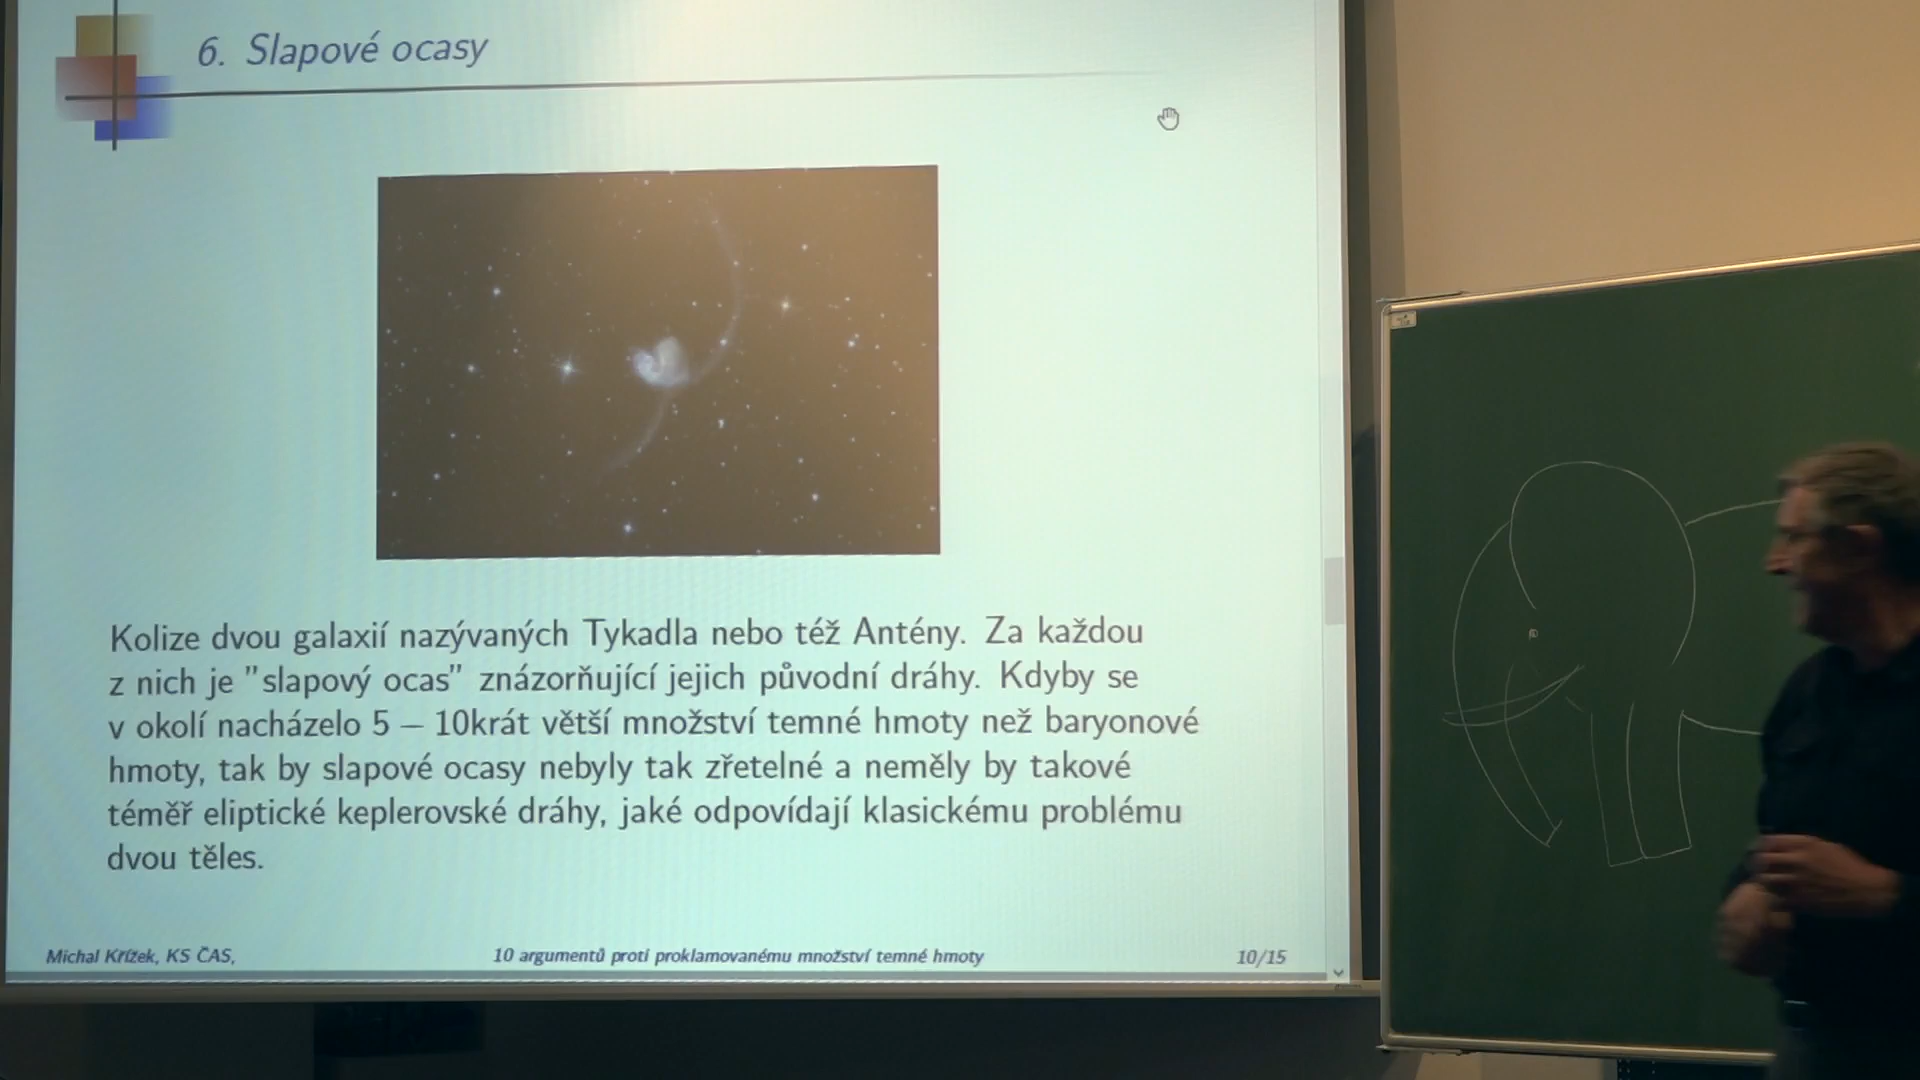 6. Slapové ocasy
Kolize dvou galaxií nazývaných Tykadla nebo též Antény. Za každou
z nich je "slapový ocas" znázorňující jejich původní dráhy. Kdyby se
v okolí nacházelo 5 – 10krát větší množství temné hmoty než baryonové
hmoty, tak by slapové ocasy nebyly tak zřetelné a neměly by takové
téměř eliptické keplerovské dráhy, jaké odpovídají klasickému problému
dvou těles.
Michal Křížek, KS ČAS, 10 argumentů proti proklamovanému množství temné hmoty 10/15